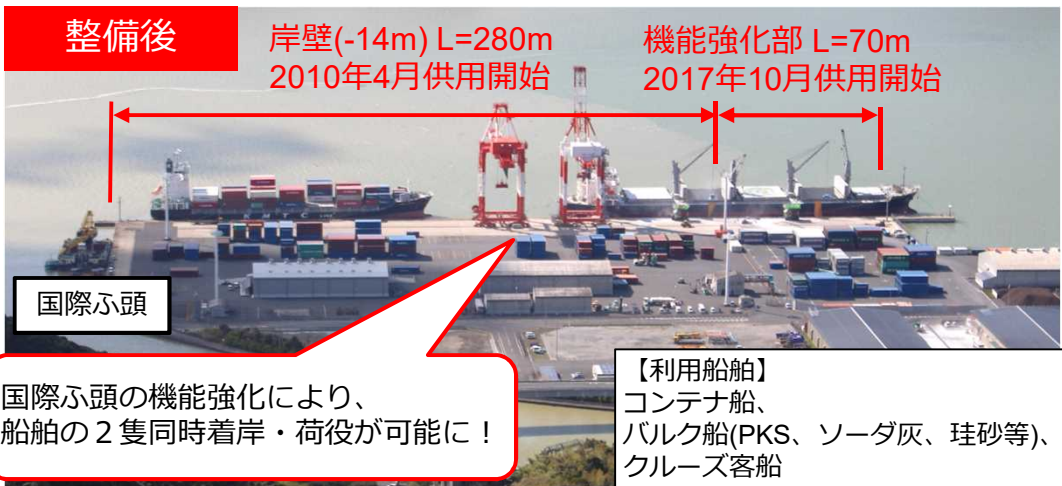 整備後
岸壁(-14m) L=280m
2010年4月供用開始
機能強化部 L=70m
2017年10月供用開始
KMTC
国際ふ頭
国際ふ頭の機能強化により、
船舶の２隻同時着岸・荷役が可能に！
【利用船舶】
コンテナ船、
バルク船(PKS、ソーダ灰、珪砂等)、
クルーズ客船